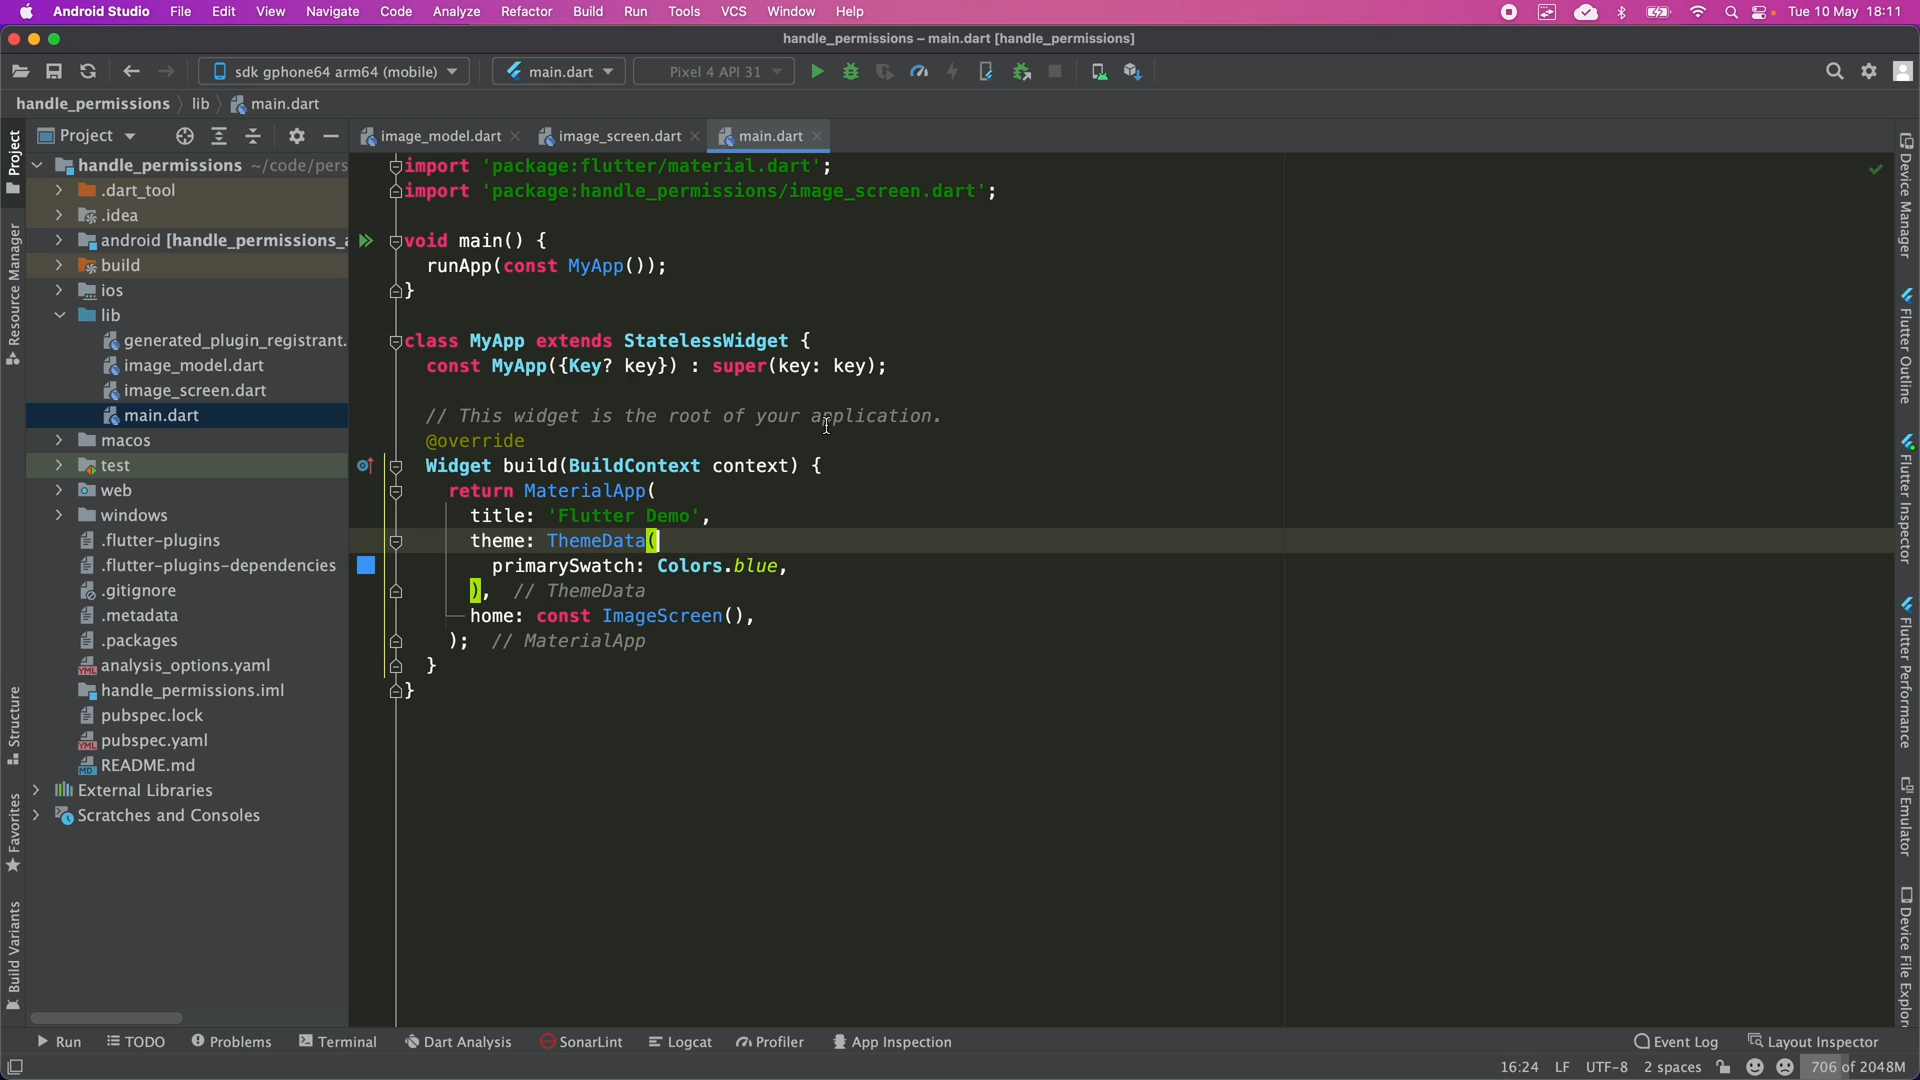 Android Studio File Edit View Navigate Code Analyze Refactor Build Run Tools VCS Window Help Tue 10 May 18:11
handle_permissions – main.dart [handle_permissions]
sdk gphone64 arm64 (mobile) main.dart Pixel 4 API 31
handle_permissions lib main.dart
Project
image_model.dart image_screen.dart main.dart
handle_permissions ~/code/pers
.dart_tool
.idea
android [handle_permissions_a
build
ios
lib
generated_plugin_registrant.
image_model.dart
image_screen.dart
main.dart
macos
test
web
windows
.flutter-plugins
.flutter-plugins-dependencies
.gitignore
.metadata
.packages
analysis_options.yaml
handle_permissions.iml
pubspec.lock
pubspec.yaml
README.md
External Libraries
Scratches and Consoles
import 'package:flutter/material.dart';
import 'package:handle_permissions/image_screen.dart';
void main() {
runApp(const MyApp());
}
class MyApp extends StatelessWidget {
const MyApp({Key? key}) : super(key: key);
// This widget is the root of your application.
@override
Widget build(BuildContext context) {
return MaterialApp(
title: 'Flutter Demo',
theme: ThemeData(
primarySwatch: Colors.blue,
), // ThemeData
home: const ImageScreen(),
); // MaterialApp
}
}
Project
Resource Manager
Structure
Favorites
Build Variants
Device Manager
Flutter Outline
Flutter Inspector
Flutter Performance
Emulator
Device File Explor
Run TODO Problems Terminal Dart Analysis SonarLint Logcat Profiler App Inspection Event Log Layout Inspector
16:24 LF UTF-8 2 spaces 706 of 2048M